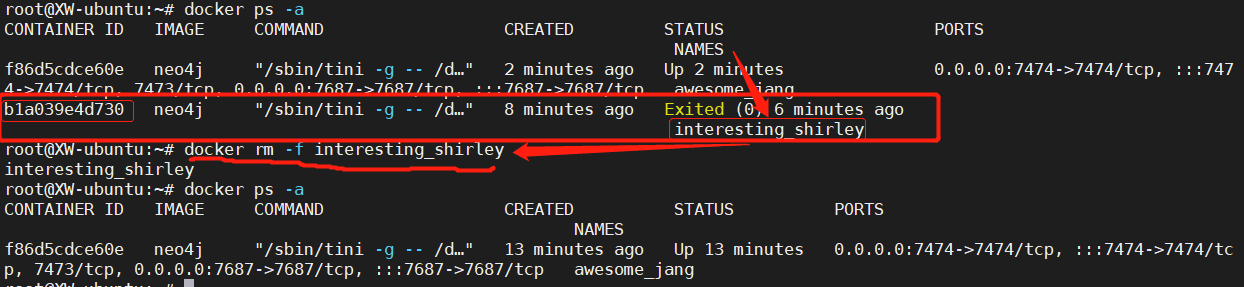 root@XW-ubuntu:~# docker ps -a
CONTAINER ID IMAGE COMMAND CREATED STATUS PORTS
NAMES
f86d5cdce60e neo4j "/sbin/tini -g -- /d…" 2 minutes ago Up 2 minutes 0.0.0.0:7474->7474/tcp, :::747
4->7474/tcp, 7473/tcp, 0.0.0.0:7687->7687/tcp, :::7687->7687/tcp awesome_jang
b1a039e4d730 neo4j "/sbin/tini -g -- /d…" 8 minutes ago Exited (0) 6 minutes ago
interesting_shirley
root@XW-ubuntu:~# docker rm -f interesting_shirley
interesting_shirley
root@XW-ubuntu:~# docker ps -a
CONTAINER ID IMAGE COMMAND CREATED STATUS PORTS
NAMES
f86d5cdce60e neo4j "/sbin/tini -g -- /d…" 13 minutes ago Up 13 minutes 0.0.0.0:7474->7474/tcp, :::7474->7474/tc
p, 7473/tcp, 0.0.0.0:7687->7687/tcp, :::7687->7687/tcp awesome_jang
root@XW-ubuntu:~#